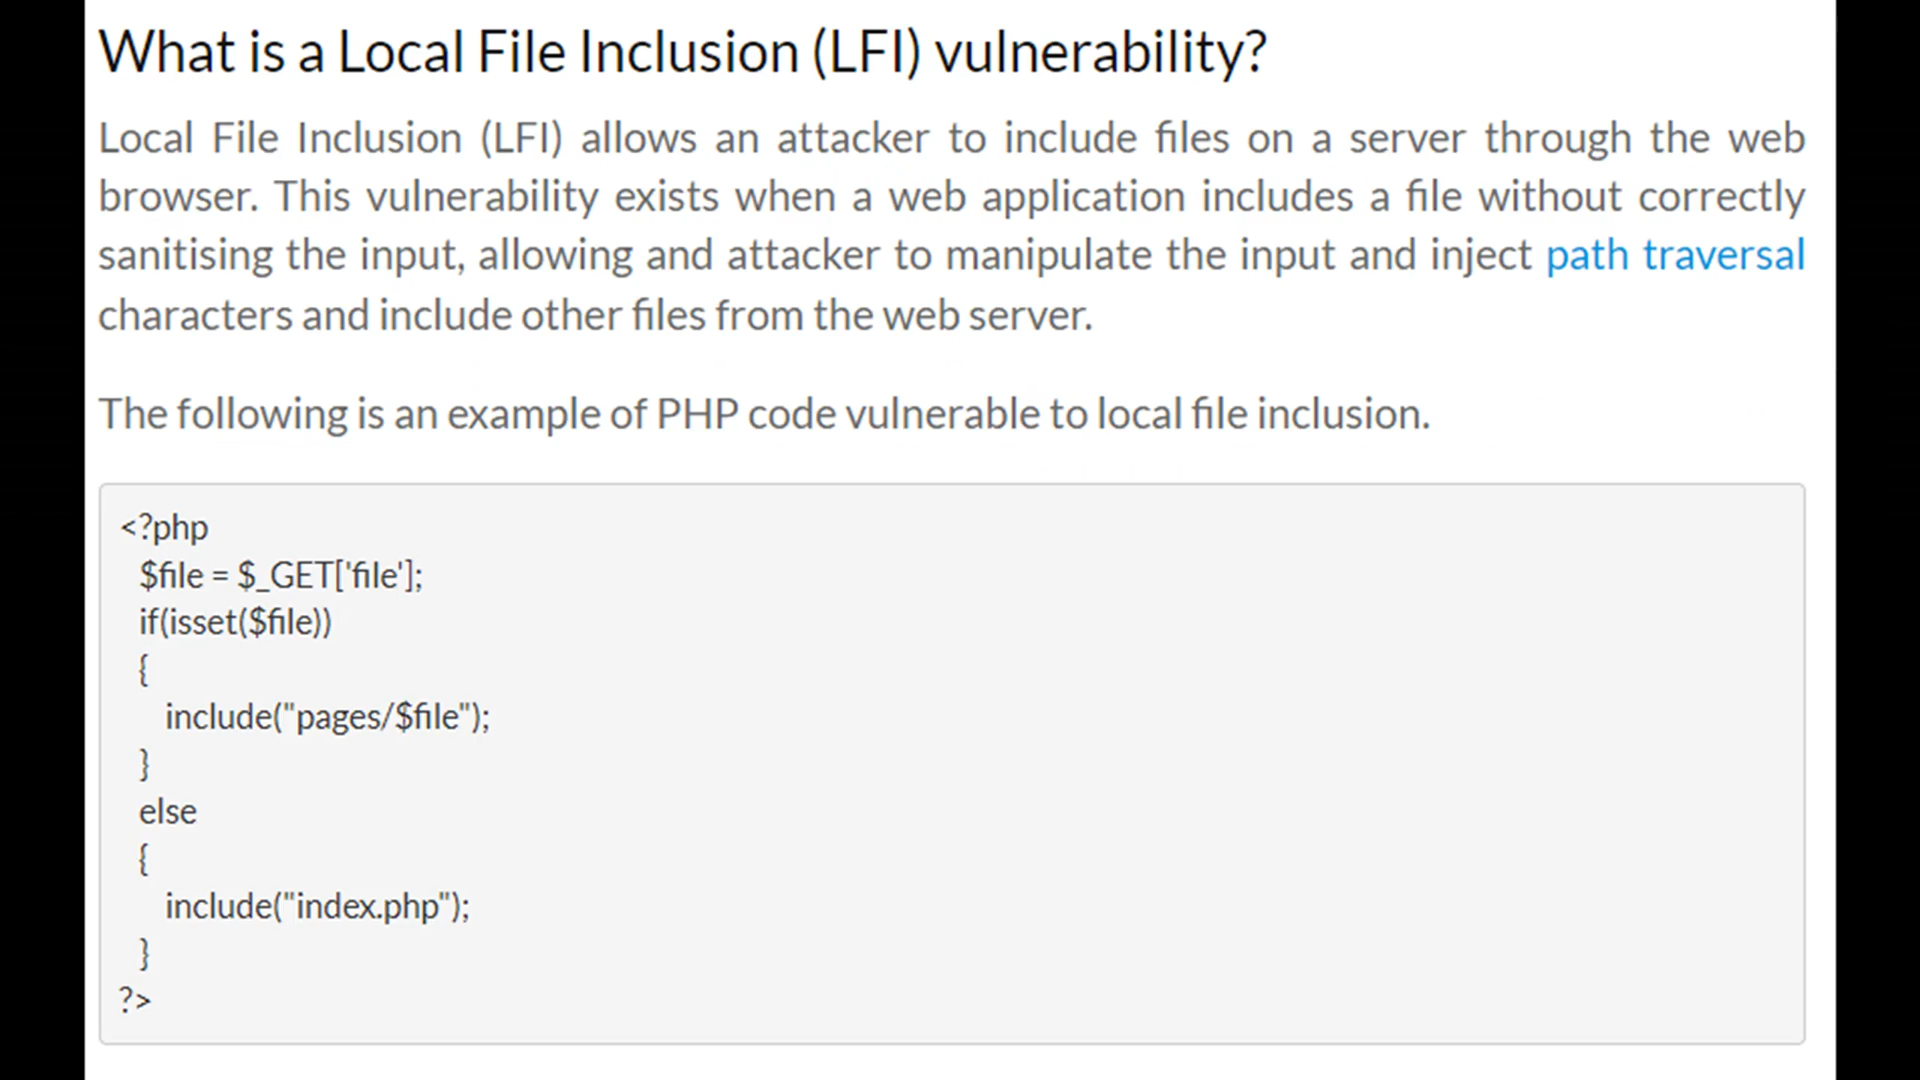 What is a Local File Inclusion (LFI) vulnerability?
Local File Inclusion (LFI) allows an attacker to include files on a server through the web
browser. This vulnerability exists when a web application includes a file without correctly
sanitising the input, allowing and attacker to manipulate the input and inject path traversal
characters and include other files from the web server.
The following is an example of PHP code vulnerable to local file inclusion.
<?php
$file = $_GET['file'];
if(isset($file))
{
include("pages/$file");
}
else
{
include("index.php");
}
?>